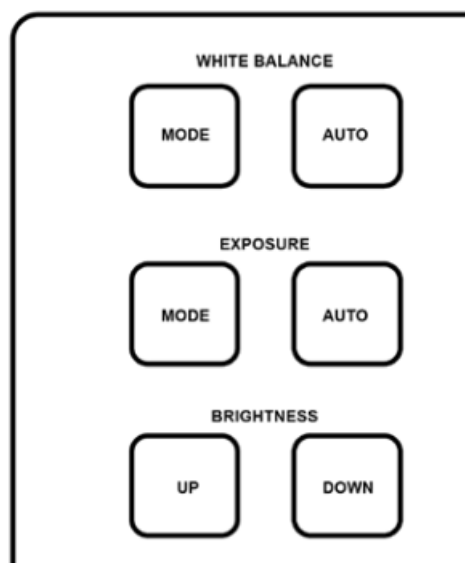 WHITE BALANCE
MODE AUTO
EXPOSURE
MODE AUTO
BRIGHTNESS
UP DOWN